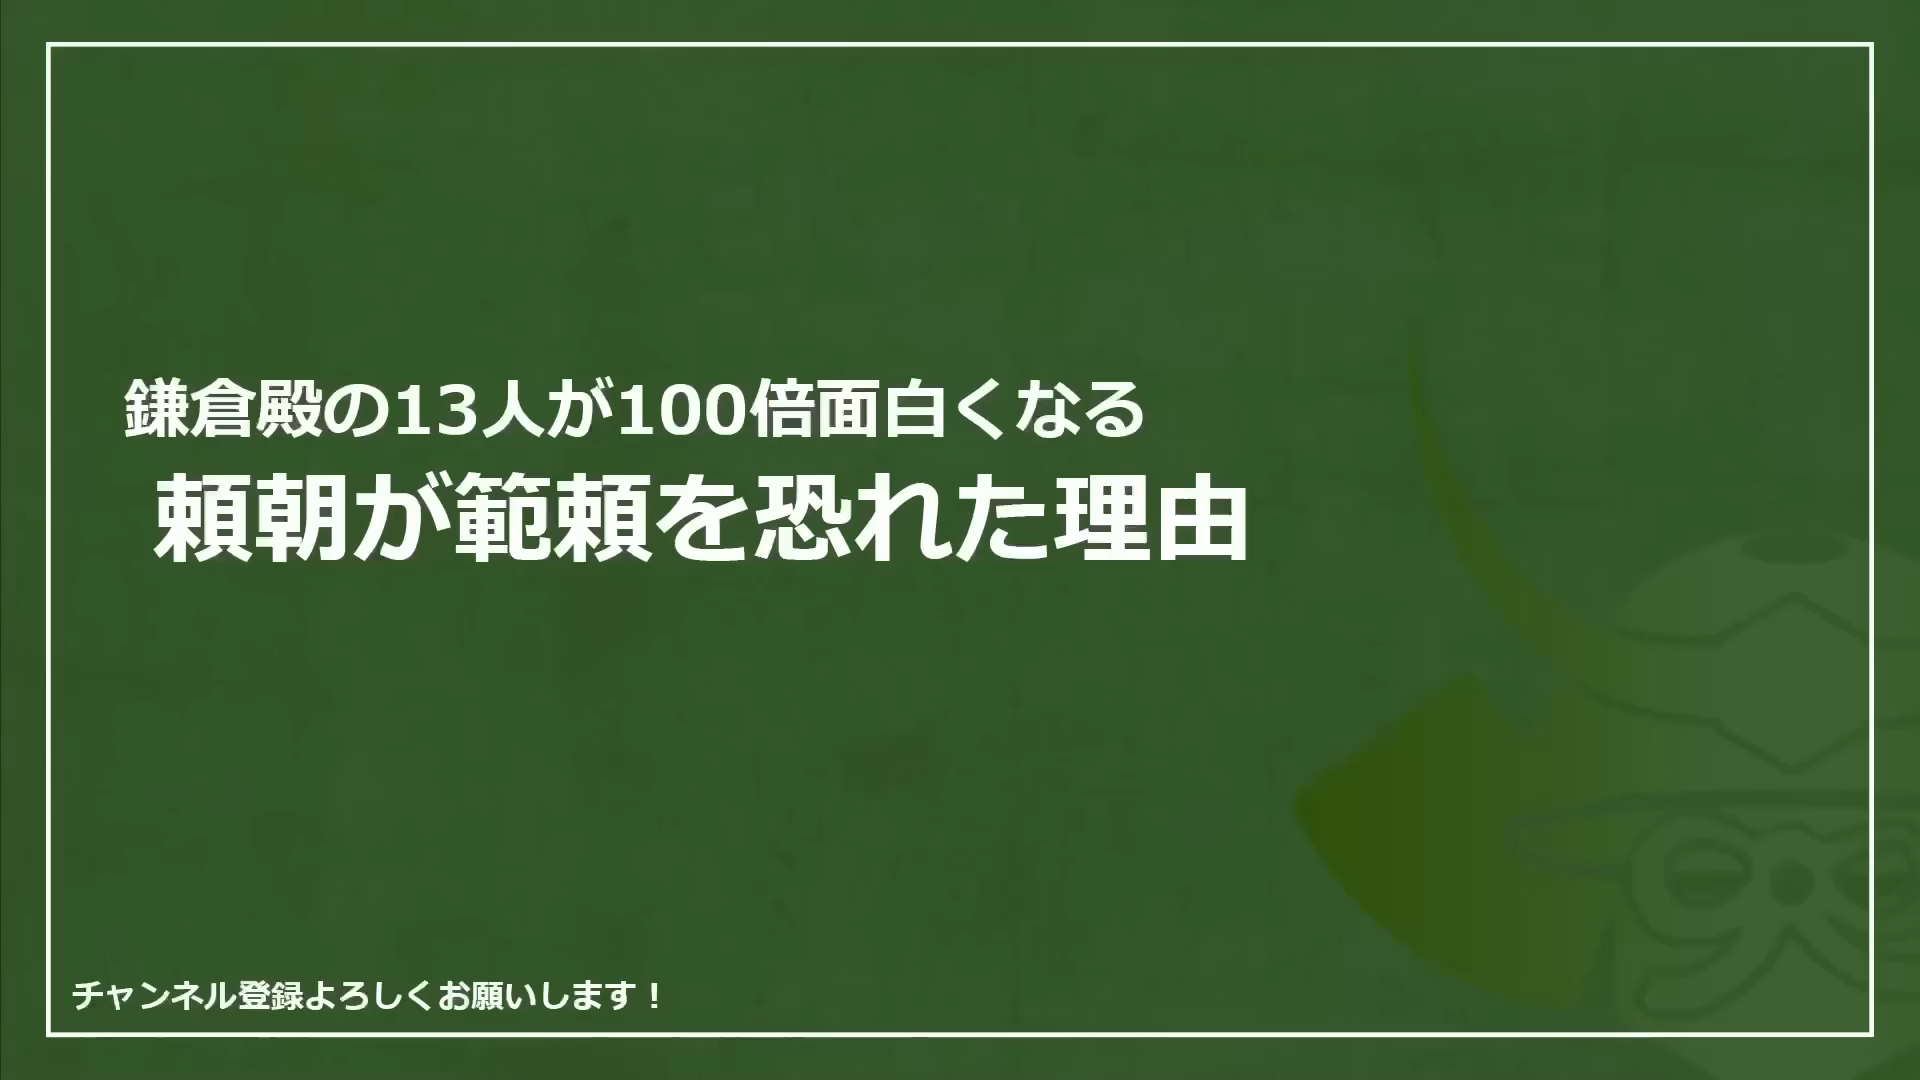 鎌倉殿の13人が100倍面白くなる
頼朝が範頼を恐れた理由
チャンネル登録よろしくお願いします！